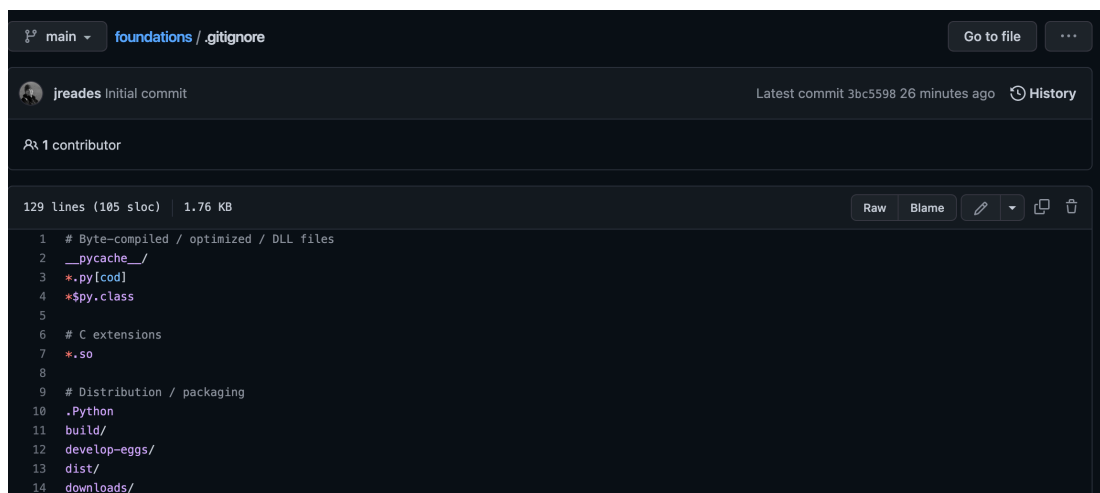 main
foundations / .gitignore
Go to file
...
jreades Initial commit
Latest commit 3bc5598 26 minutes ago
History
1 contributor
129 lines (105 sloc) 1.76 KB
Raw
Blame
1 # Byte-compiled / optimized / DLL files
2 __pycache__/
3 *.py[cod]
4 *$py.class
5
6 # C extensions
7 *.so
8
9 # Distribution / packaging
10 .Python
11 build/
12 develop-eggs/
13 dist/
14 downloads/